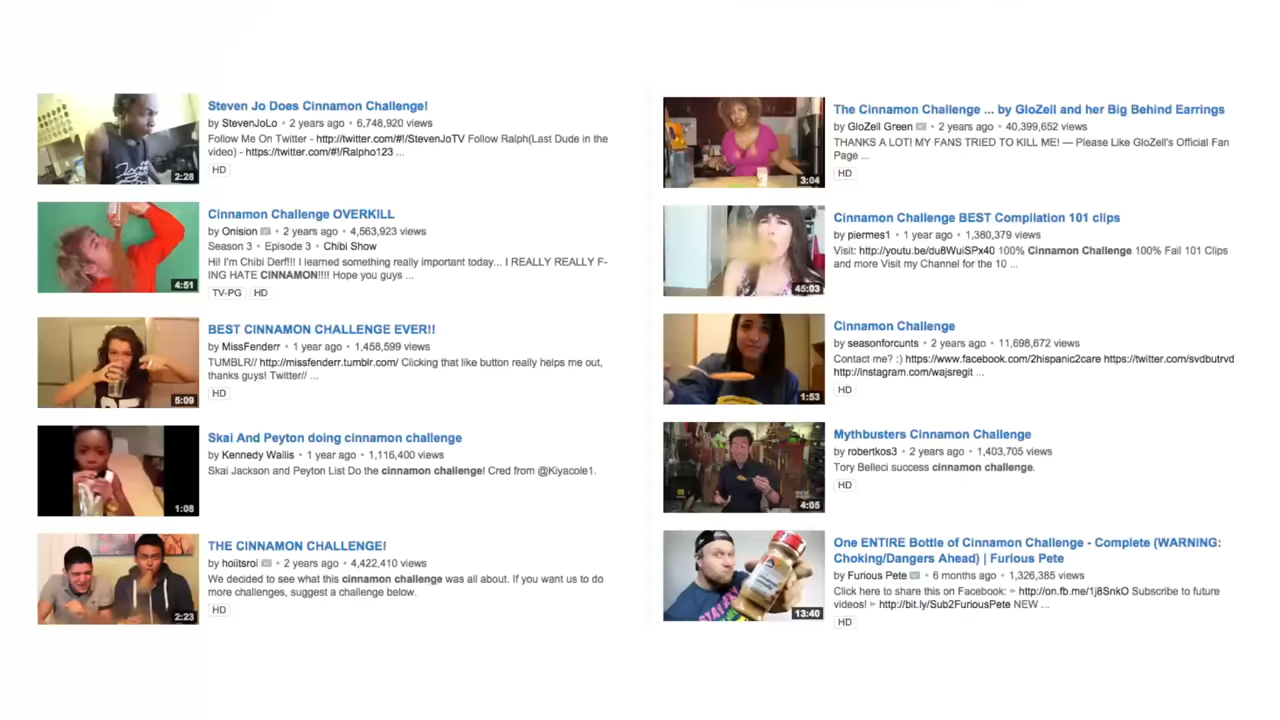 Steven Jo Does Cinnamon Challenge!
by StevenJoLo • 2 years ago • 6,748,920 views
Follow Me On Twitter - http://twitter.com/#!/StevenJoTV Follow Ralph(Last Dude in the
video) - https://twitter.com/#!/Ralpho123 ...
HD
2:28
Cinnamon Challenge OVERKILL
by Onision • 2 years ago • 4,563,923 views
Season 3 • Episode 3 • Chibi Show
Hi! I'm Chibi Derf!!! I learned something really important today... I REALLY REALLY F-
ING HATE CINNAMON!!!! Hope you guys ...
TV-PG HD
4:51
BEST CINNAMON CHALLENGE EVER!!
by MissFenderr • 1 year ago • 1,458,599 views
TUMBLR// http://missfenderr.tumblr.com/ Clicking that like button really helps me out,
thanks guys! Twitter// ...
HD
5:09
Skai And Peyton doing cinnamon challenge
by Kennedy Wallis • 1 year ago • 1,116,400 views
Skai Jackson and Peyton List Do the cinnamon challenge! Cred from @Kiyacole1.
1:08
THE CINNAMON CHALLENGE!
by hoiitsroi • 2 years ago • 4,422,410 views
We decided to see what this cinnamon challenge was all about. If you want us to do
more challenges, suggest a challenge below.
HD
2:23
The Cinnamon Challenge ... by GloZell and her Big Behind Earrings
by GloZell Green • 2 years ago • 40,399,652 views
THANKS A LOT! MY FANS TRIED TO KILL ME! — Please Like GloZell's Official Fan
Page ...
HD
3:04
Cinnamon Challenge BEST Compilation 101 clips
by piermes1 • 1 year ago • 1,380,379 views
Visit: http://youtu.be/du8WuiSPx40 100% Cinnamon Challenge 100% Fail 101 Clips
and more Visit my Channel for the 10 ...
45:03
Cinnamon Challenge
by seasonforcunts • 2 years ago • 11,698,672 views
Contact me? :) https://www.facebook.com/2hispanic2care https://twitter.com/svdbutrvd
http://instagram.com/wajsregit ...
HD
1:53
Mythbusters Cinnamon Challenge
by robertkos3 • 2 years ago • 1,403,705 views
Tory Belleci success cinnamon challenge.
HD
4:05
One ENTIRE Bottle of Cinnamon Challenge - Complete (WARNING:
Choking/Dangers Ahead) | Furious Pete
by Furious Pete • 6 months ago • 1,326,385 views
Click here to share this on Facebook: ► http://on.fb.me/1j8SnkO Subscribe to future
videos! ► http://bit.ly/Sub2FuriousPete NEW ...
HD
13:40